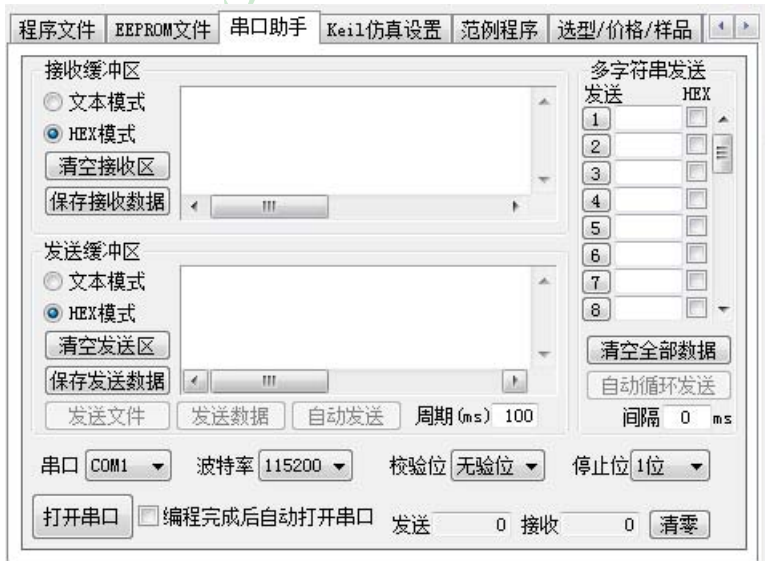 程序文件 EEPROM文件 串口助手 Keil仿真设置 范例程序 选型/价格/样品
接收缓冲区
文本模式
HEX模式
清空接收区
保存接收数据
发送缓冲区
文本模式
HEX模式
清空发送区
保存发送数据
发送文件 发送数据 自动发送 周期(ms) 100
多字符串发送
发送 HEX
1
2
3
4
5
6
7
8
清空全部数据
自动循环发送
间隔 0 ms
串口 COM1 波特率 115200 校验位 无验位 停止位 1位
打开串口 编程完成后自动打开串口 发送 0 接收 0 清零